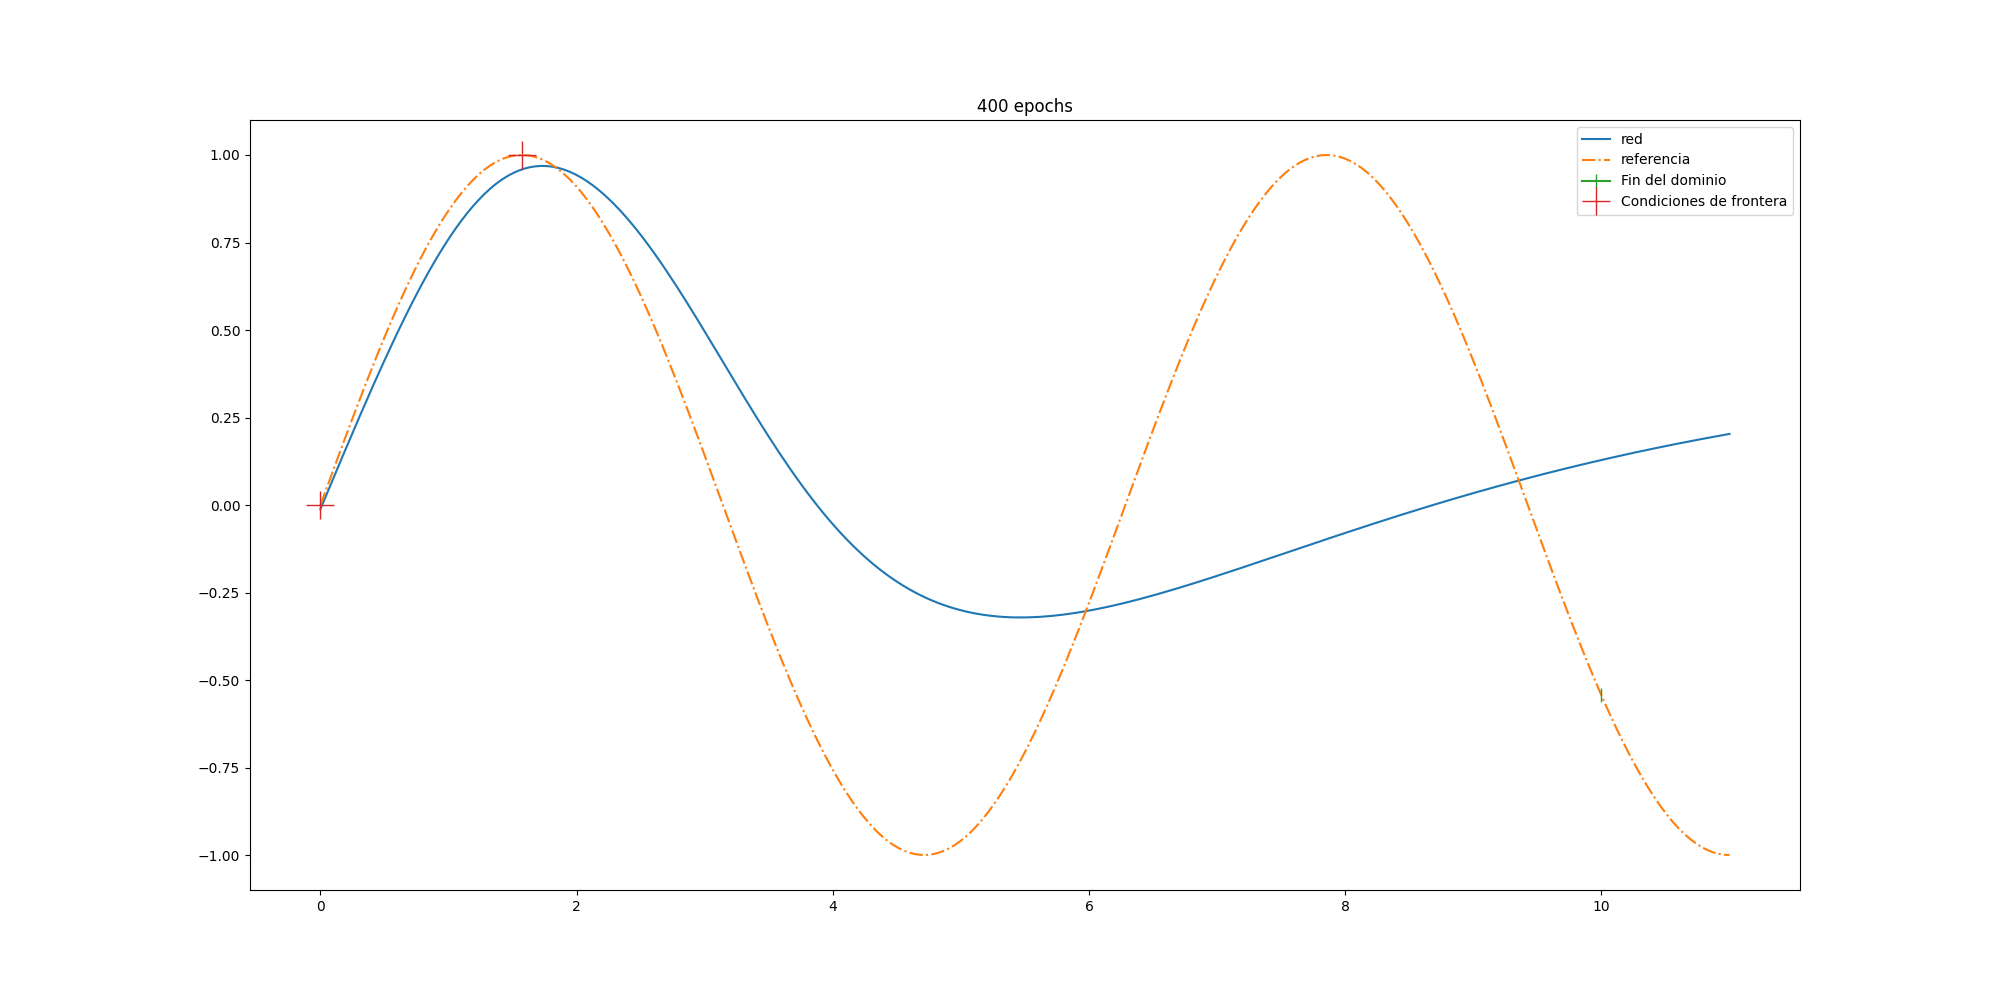 400 epochs
red
referencia
Fin del dominio
Condiciones de frontera
1.00
0.75
0.50
0.25
0.00
−0.25
−0.50
−0.75
−1.00
0 2 4 6 8 10